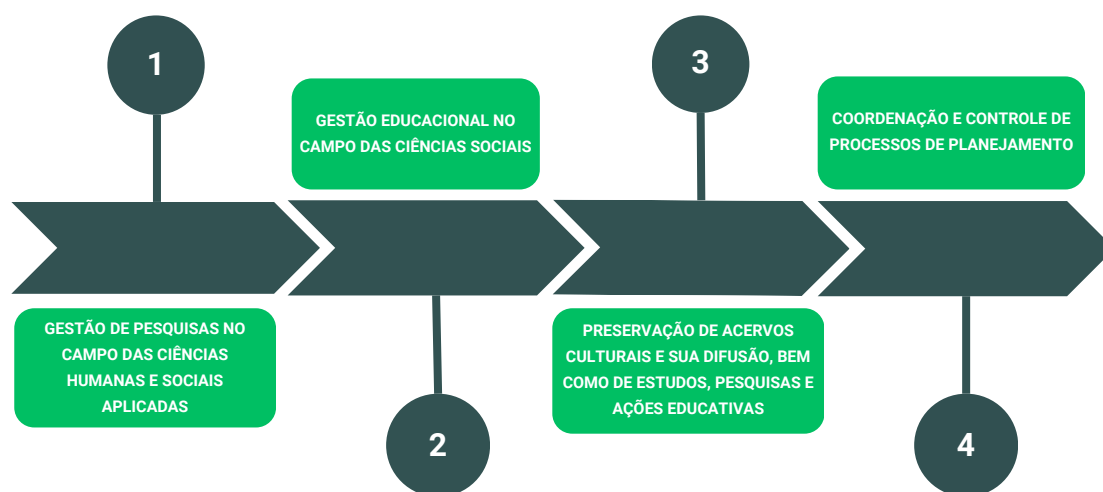 1
GESTÃO DE PESQUISAS NO
CAMPO DAS CIÊNCIAS
HUMANAS E SOCIAIS
APLICADAS
GESTÃO EDUCACIONAL NO
CAMPO DAS CIÊNCIAS SOCIAIS
2
3
PRESERVAÇÃO DE ACERVOS
CULTURAIS E SUA DIFUSÃO, BEM
COMO DE ESTUDOS, PESQUISAS E
AÇÕES EDUCATIVAS
COORDENAÇÃO E CONTROLE DE
PROCESSOS DE PLANEJAMENTO
4